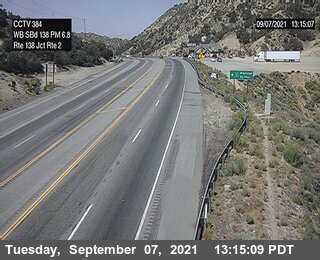 CCTV 384
WB SBd 138 PM 6.8
Rte 138 Jct Rte 2
09/07/2021 13:15:07
Tuesday, September 07, 2021 13:15:09 PDT